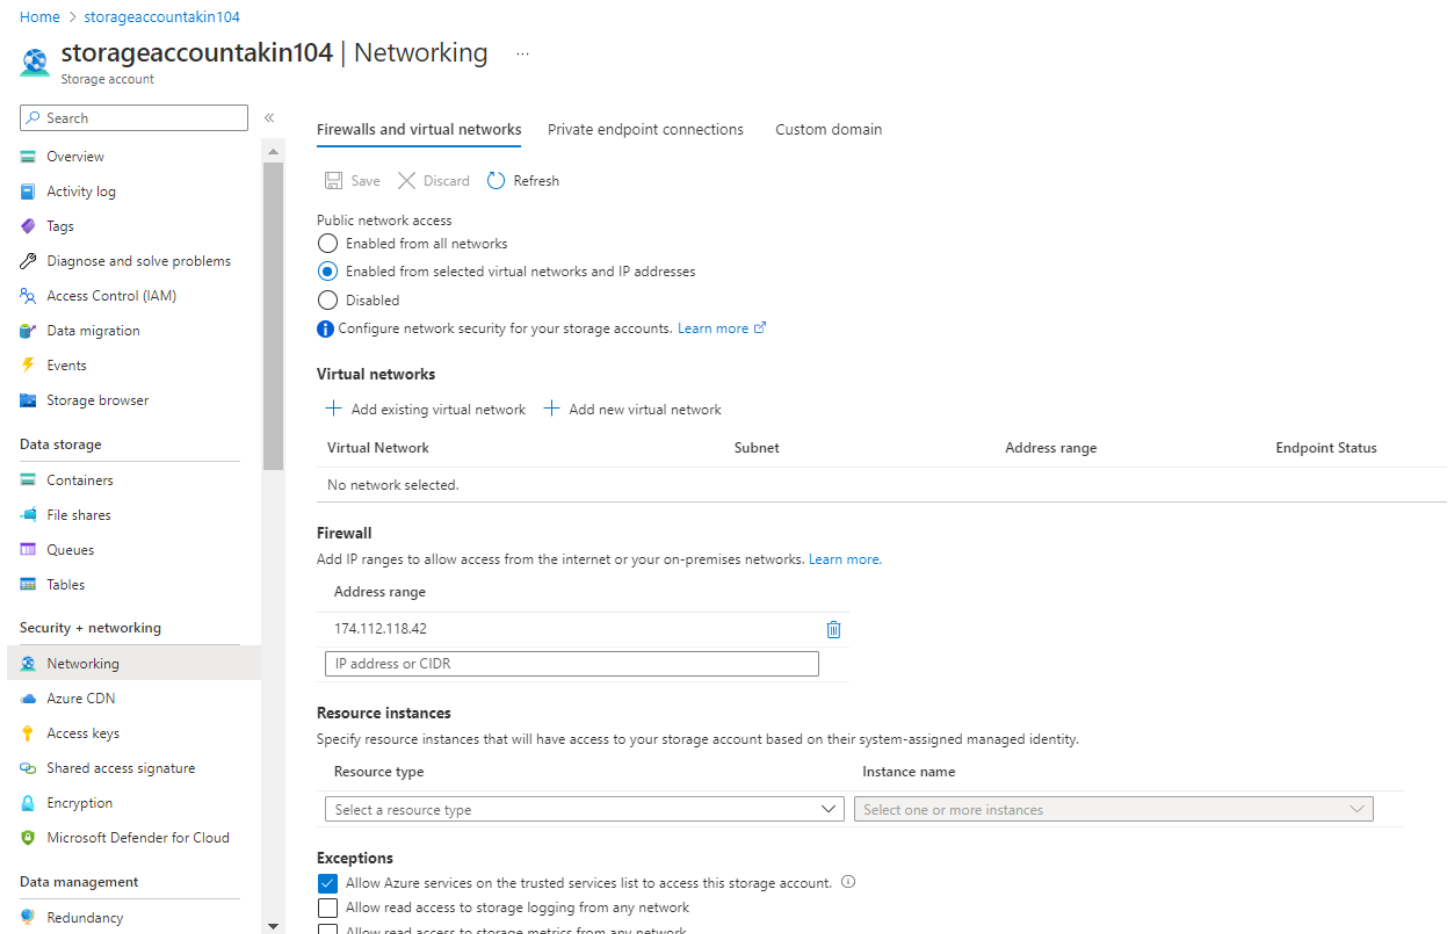 Home > storageaccountakin104
storageaccountakin104 | Networking ...
Storage account
Search
«
Overview
Activity log
Tags
Diagnose and solve problems
Access Control (IAM)
Data migration
Events
Storage browser
Data storage
Containers
File shares
Queues
Tables
Security + networking
Networking
Azure CDN
Access keys
Shared access signature
Encryption
Microsoft Defender for Cloud
Data management
Redundancy
Firewalls and virtual networks Private endpoint connections Custom domain
Save Discard Refresh
Public network access
Enabled from all networks
Enabled from selected virtual networks and IP addresses
Disabled
Configure network security for your storage accounts. Learn more
Virtual networks
+ Add existing virtual network + Add new virtual network
Virtual Network Subnet Address range Endpoint Status
No network selected.
Firewall
Add IP ranges to allow access from the internet or your on-premises networks. Learn more.
Address range
174.112.118.42
IP address or CIDR
Resource instances
Specify resource instances that will have access to your storage account based on their system-assigned managed identity.
Resource type Instance name
Select a resource type Select one or more instances
Exceptions
Allow Azure services on the trusted services list to access this storage account.
Allow read access to storage logging from any network
Allow read access to storage metrics from any network